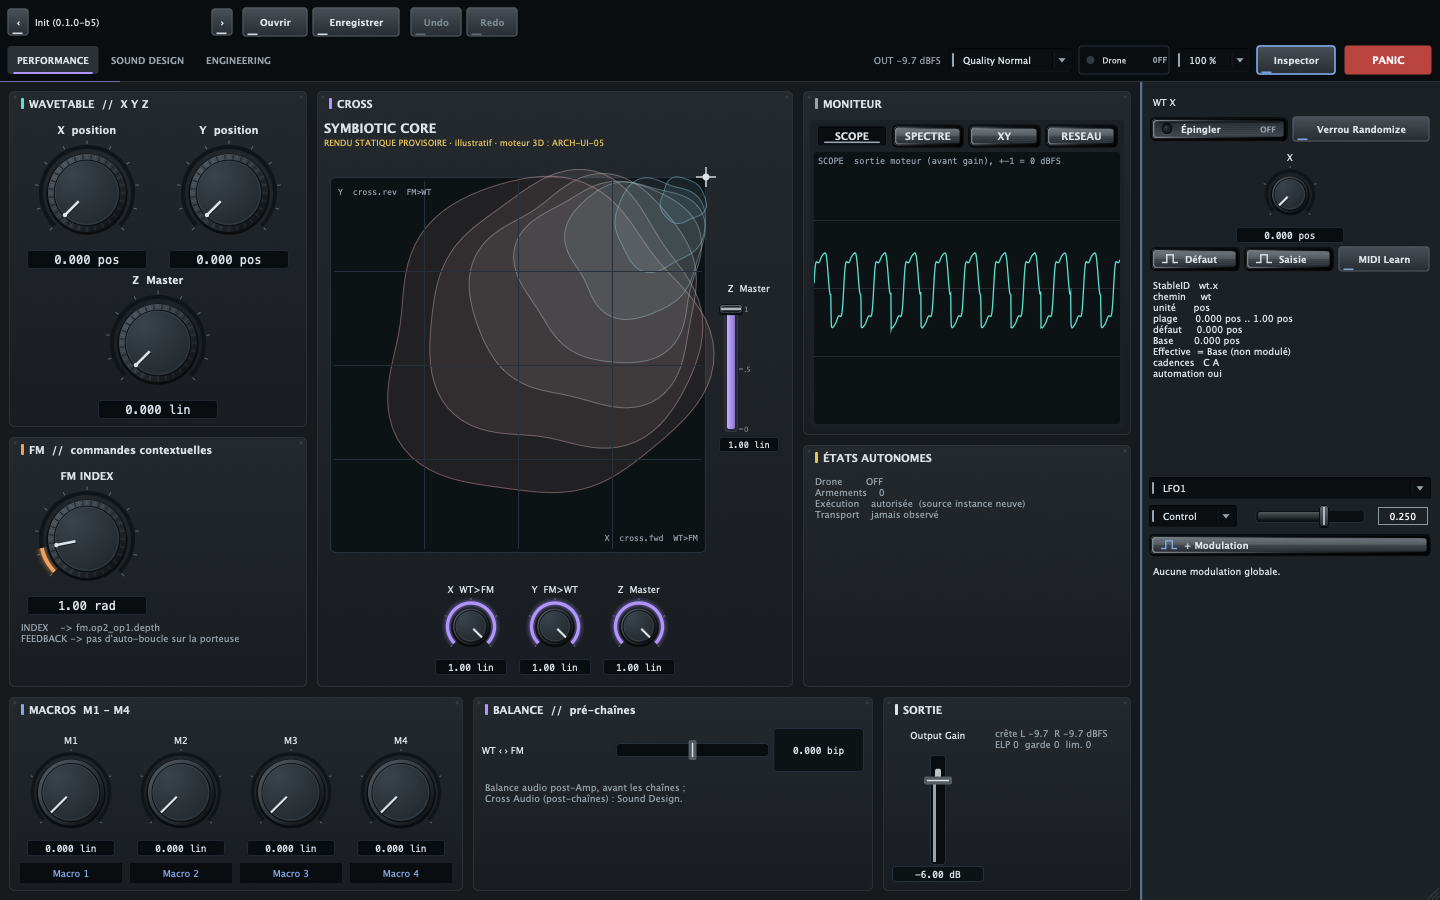 ‹ Init (0.1.0-b5) › Ouvrir Enregistrer Undo Redo
PERFORMANCE SOUND DESIGN ENGINEERING OUT -9.7 dBFS Quality Normal Drone OFF 100 % Inspector PANIC
WAVETABLE // X Y Z
X position Y position
0.000 pos 0.000 pos
Z Master
0.000 lin
FM // commandes contextuelles
FM INDEX
1.00 rad
INDEX -> fm.op2_op1.depth
FEEDBACK -> pas d'auto-boucle sur la porteuse
CROSS
SYMBIOTIC CORE
RENDU STATIQUE PROVISOIRE · illustratif · moteur 3D : ARCH-UI-05
Y cross.rev FM>WT
Z Master
1
.5
0
1.00 lin
X cross.fwd WT>FM
X WT>FM Y FM>WT Z Master
1.00 lin 1.00 lin 1.00 lin
MONITEUR
SCOPE SPECTRE XY RESEAU
SCOPE sortie moteur (avant gain), +-1 = 0 dBFS
ÉTATS AUTONOMES
Drone OFF
Armements 0
Exécution autorisée (source instance neuve)
Transport jamais observé
MACROS M1 – M4
M1 M2 M3 M4
0.000 lin 0.000 lin 0.000 lin 0.000 lin
Macro 1 Macro 2 Macro 3 Macro 4
BALANCE // pré-chaînes
WT ‹ › FM 0.000 bip
Balance audio post-Amp, avant les chaînes ;
Cross Audio (post-chaînes) : Sound Design.
SORTIE
Output Gain
crête L -9.7 R -9.7 dBFS
ELP 0 garde 0 lim. 0
-6.00 dB
WT X
Épingler OFF Verrou Randomize
X
0.000 pos
Défaut Saisie MIDI Learn
StableID wt.x
chemin wt
unité pos
plage 0.000 pos .. 1.00 pos
défaut 0.000 pos
Base 0.000 pos
Effective = Base (non modulé)
cadences C A
automation oui
LFO1
Control 0.250
+ Modulation
Aucune modulation globale.